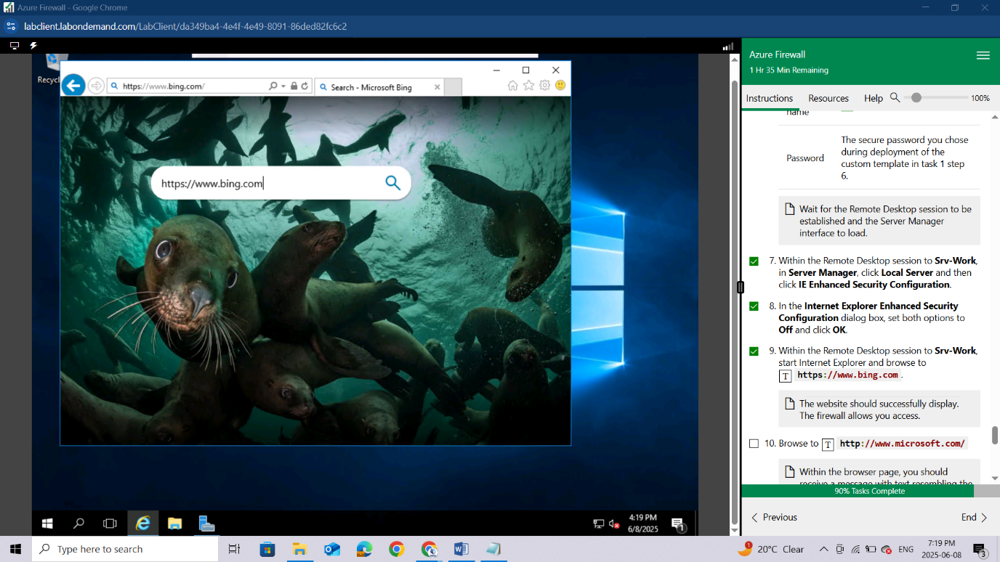 Azure Firewall - Google Chrome
labclient.labondemand.com/LabClient/da349ba4-4e4f-4e49-8091-86ded82fc6c2
https://www.bing.com/
Search - Microsoft Bing
https://www.bing.com
4:19 PM
6/8/2025
1
Azure Firewall
1 Hr 35 Min Remaining
Instructions Resources Help 100%
name
Password
The secure password you chose
during deployment of the
custom template in task 1 step
6.
Wait for the Remote Desktop session to be
established and the Server Manager
interface to load.
7. Within the Remote Desktop session to Srv-Work,
in Server Manager, click Local Server and then
click IE Enhanced Security Configuration.
8. In the Internet Explorer Enhanced Security
Configuration dialog box, set both options to
Off and click OK.
9. Within the Remote Desktop session to Srv-Work,
start Internet Explorer and browse to
T https://www.bing.com .
The website should successfully display.
The firewall allows you access.
10. Browse to T http://www.microsoft.com/
Within the browser page, you should
receive a message with text resembling the
90% Tasks Complete
Previous
End
Type here to search
1
20°C Clear
ENG
7:19 PM
2025-06-08
3